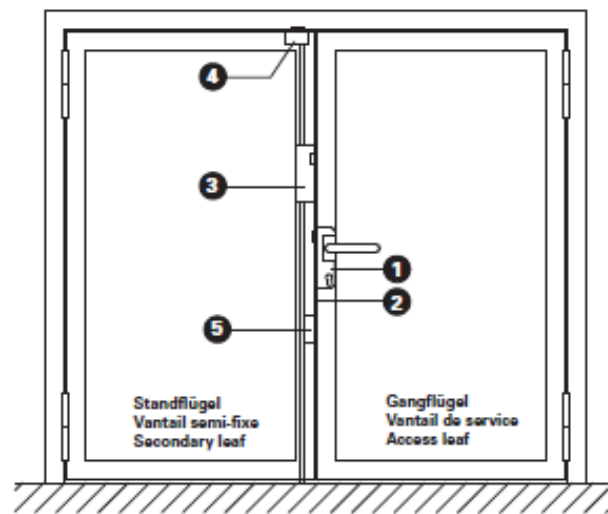 4
3
1
2
5
Standflügel
Vantail semi-fixe
Secondary leaf
Gangflügel
Vantail de service
Access leaf